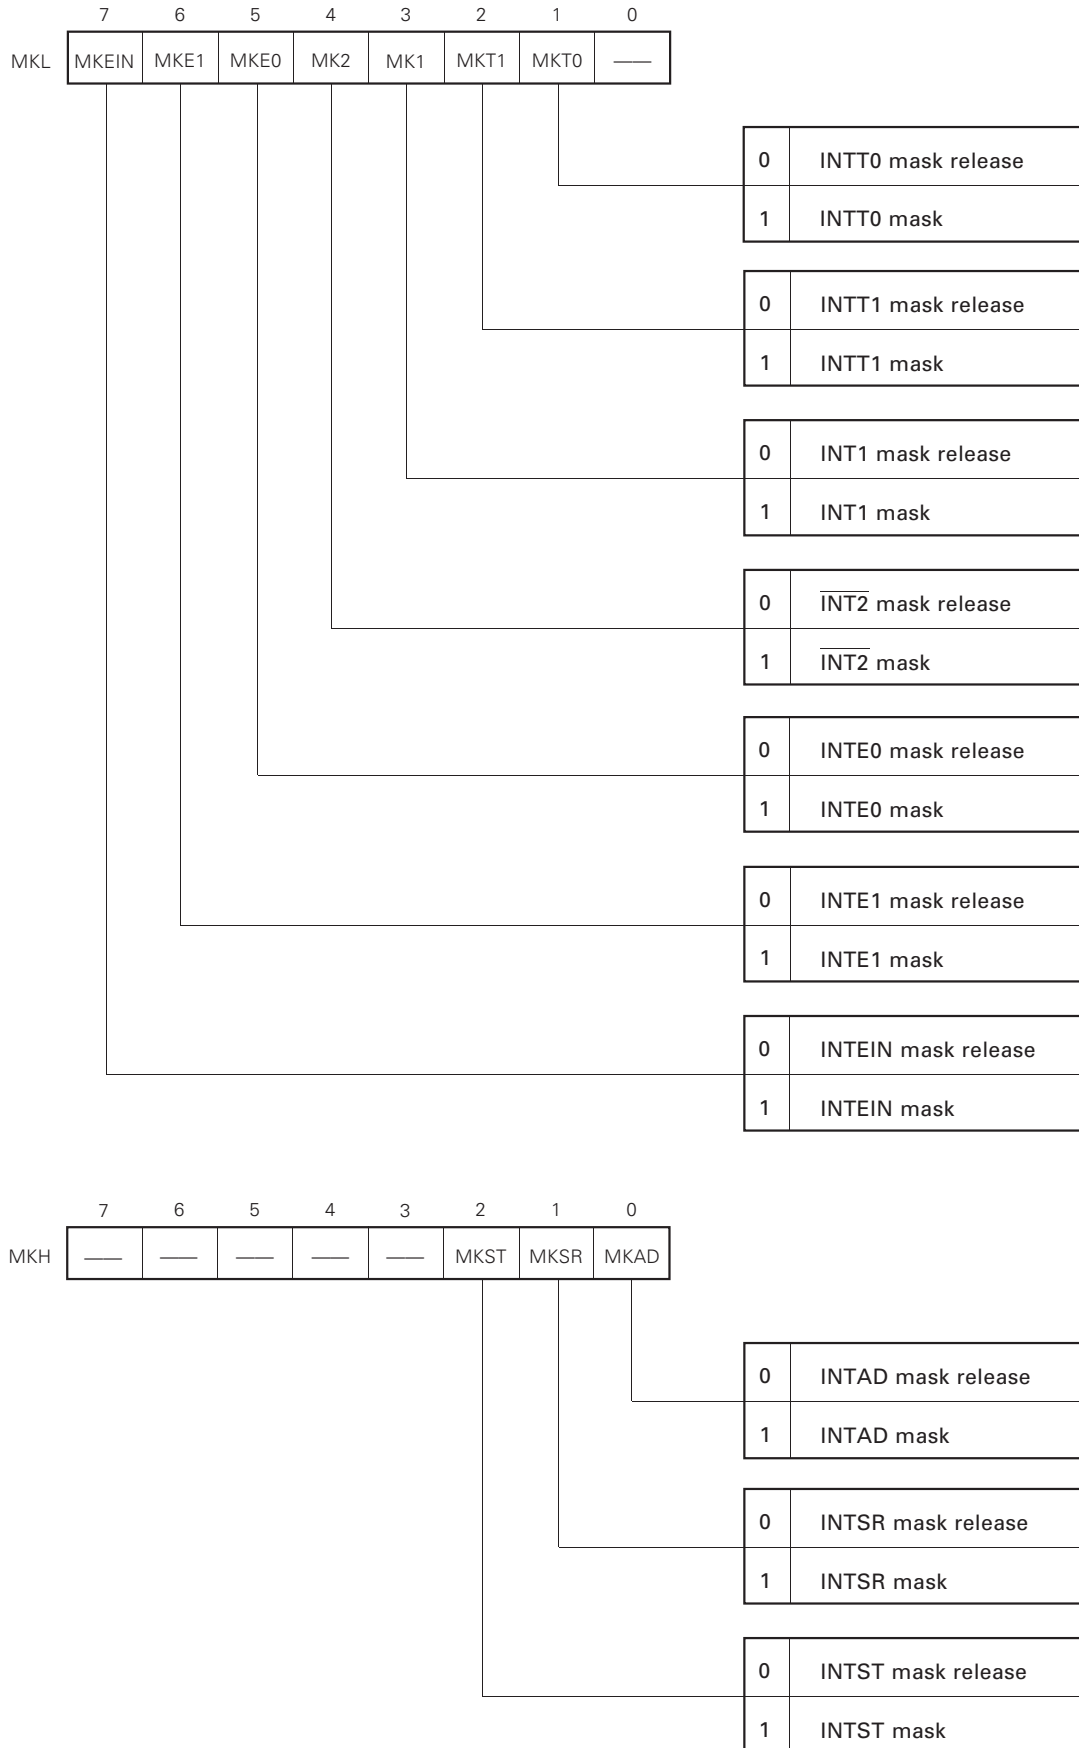 7 6 5 4 3 2 1 0
MKL MKEIN MKE1 MKE0 MK2 MK1 MKT1 MKT0 ——
0 INTT0 mask release
1 INTT0 mask
0 INTT1 mask release
1 INTT1 mask
0 INT1 mask release
1 INT1 mask
0 I̅N̅T̅2̅ mask release
1 I̅N̅T̅2̅ mask
0 INTE0 mask release
1 INTE0 mask
0 INTE1 mask release
1 INTE1 mask
0 INTEIN mask release
1 INTEIN mask
7 6 5 4 3 2 1 0
MKH —— —— —— —— —— MKST MKSR MKAD
0 INTAD mask release
1 INTAD mask
0 INTSR mask release
1 INTSR mask
0 INTST mask release
1 INTST mask